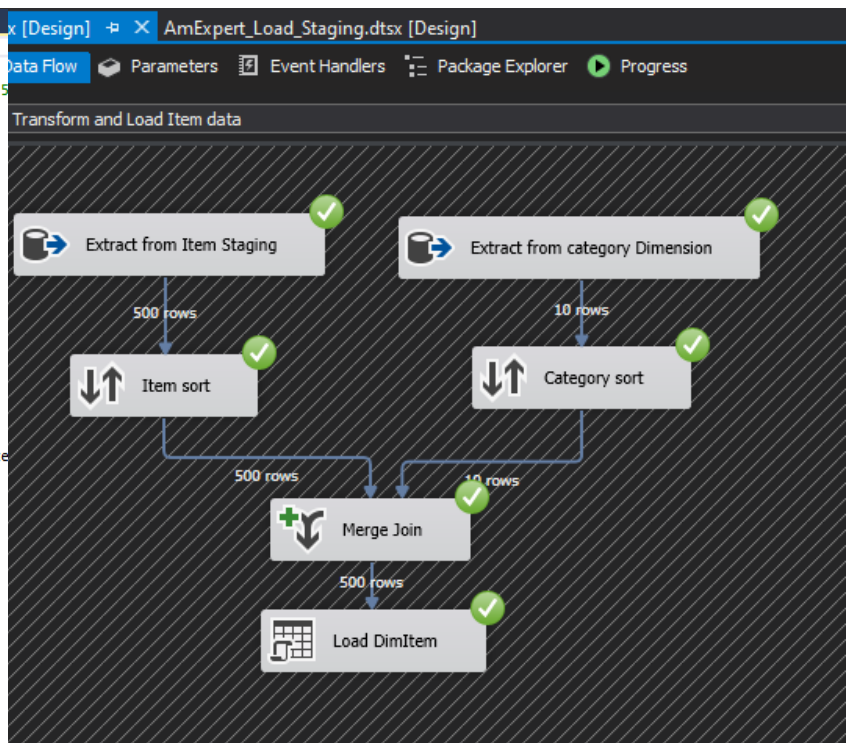 x [Design] AmExpert_Load_Staging.dtsx [Design]
Data Flow Parameters Event Handlers Package Explorer Progress
5
Transform and Load Item data
Extract from Item Staging
Extract from category Dimension
500 rows
10 rows
Item sort
Category sort
e
500 rows
10 rows
Merge Join
500 rows
Load DimItem